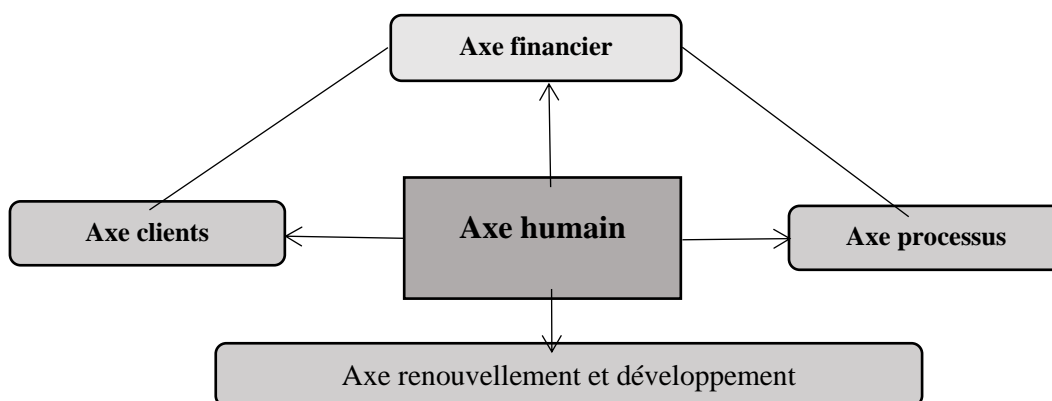 Axe financier
Axe clients
Axe humain
Axe processus
Axe renouvellement et développement